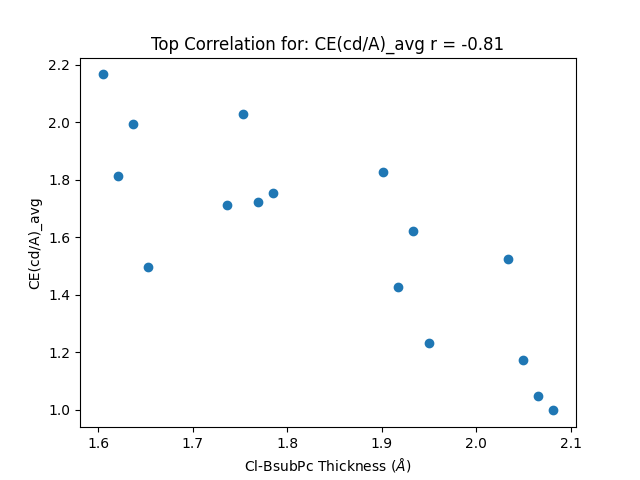 Top Correlation for: CE(cd/A)_avg r = -0.81
2.2
2.0
1.8
1.6
1.4
1.2
1.0
CE(cd/A)_avg
1.6 1.7 1.8 1.9 2.0 2.1
Cl-BsubPc Thickness (Å)